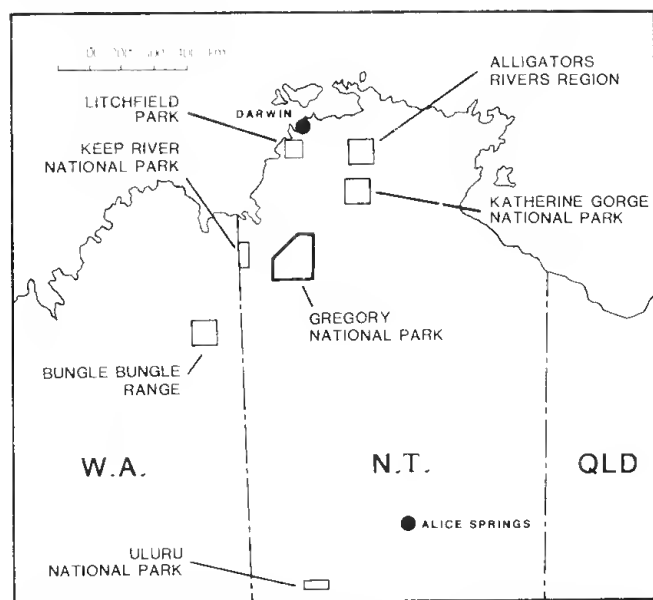 km
ALLIGATORS
RIVERS REGION
LITCHFIELD
PARK
DARWIN
KEEP RIVER
NATIONAL PARK
KATHERINE GORGE
NATIONAL PARK
GREGORY
NATIONAL PARK
BUNGLE BUNGLE
RANGE
W.A.
N.T.
QLD
ALICE SPRINGS
ULURU
NATIONAL PARK